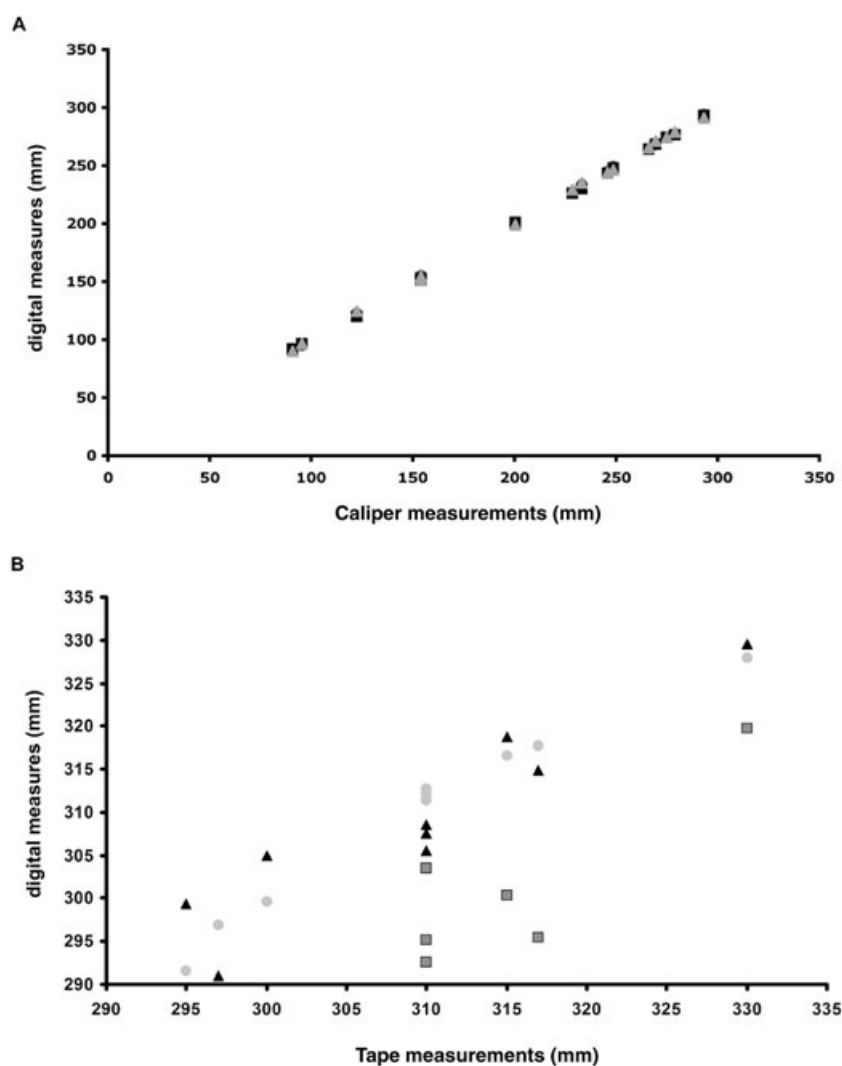 A
350
300
250
200
150
100
50
0
digital measures (mm)
0 50 100 150 200 250 300 350
Caliper measurements (mm)
B
335
330
325
320
315
310
305
300
295
290
digital measures (mm)
290 295 300 305 310 315 320 325 330 335
Tape measurements (mm)